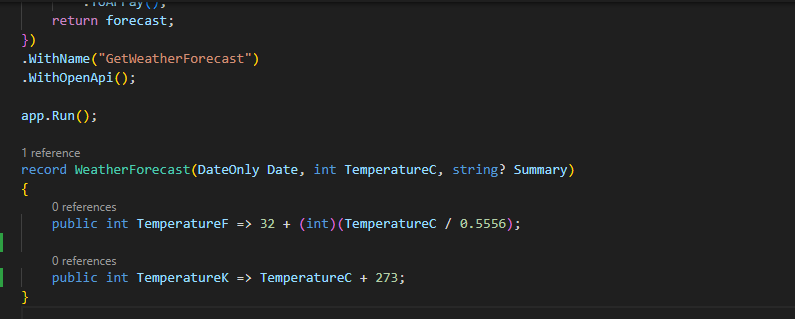 .ToArray();
return forecast;
})
.WithName("GetWeatherForecast")
.WithOpenApi();
app.Run();
1 reference
record WeatherForecast(DateOnly Date, int TemperatureC, string? Summary)
{
0 references
public int TemperatureF => 32 + (int)(TemperatureC / 0.5556);
0 references
public int TemperatureK => TemperatureC + 273;
}